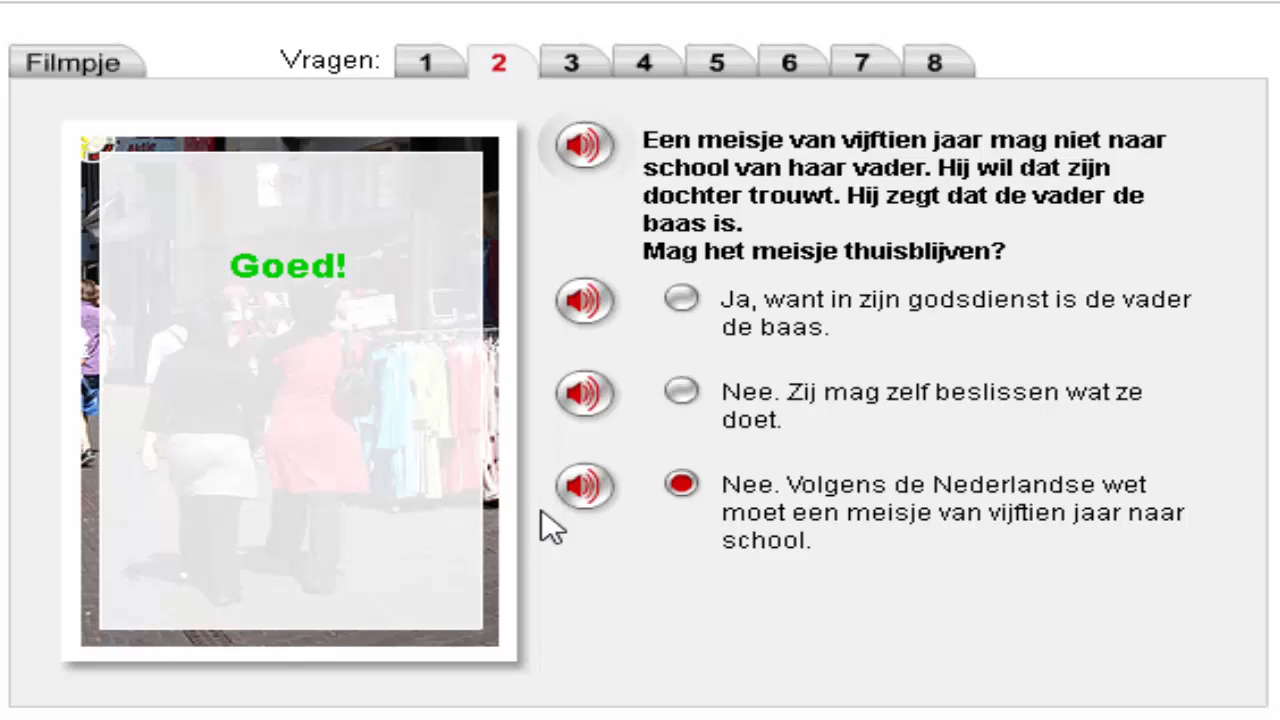 Filmpje
Vragen: 1 2 3 4 5 6 7 8
Een meisje van vijftien jaar mag niet naar
school van haar vader. Hij wil dat zijn
dochter trouwt. Hij zegt dat de vader de
baas is.
Mag het meisje thuisblijven?
Goed!
Ja, want in zijn godsdienst is de vader
de baas.
Nee. Zij mag zelf beslissen wat ze
doet.
Nee. Volgens de Nederlandse wet
moet een meisje van vijftien jaar naar
school.